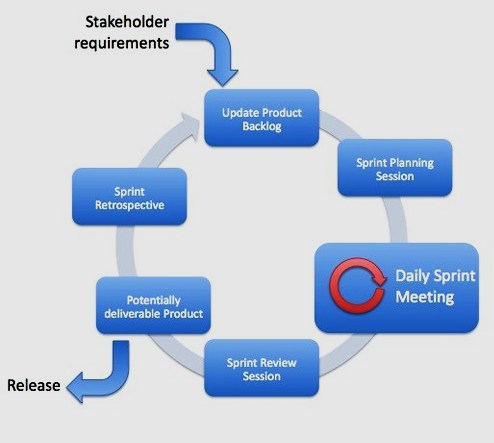 Stakeholder
requirements
Update Product
Backlog
Sprint Planning
Session
Daily Sprint
Meeting
Sprint Review
Session
Potentially
deliverable Product
Release
Sprint
Retrospective